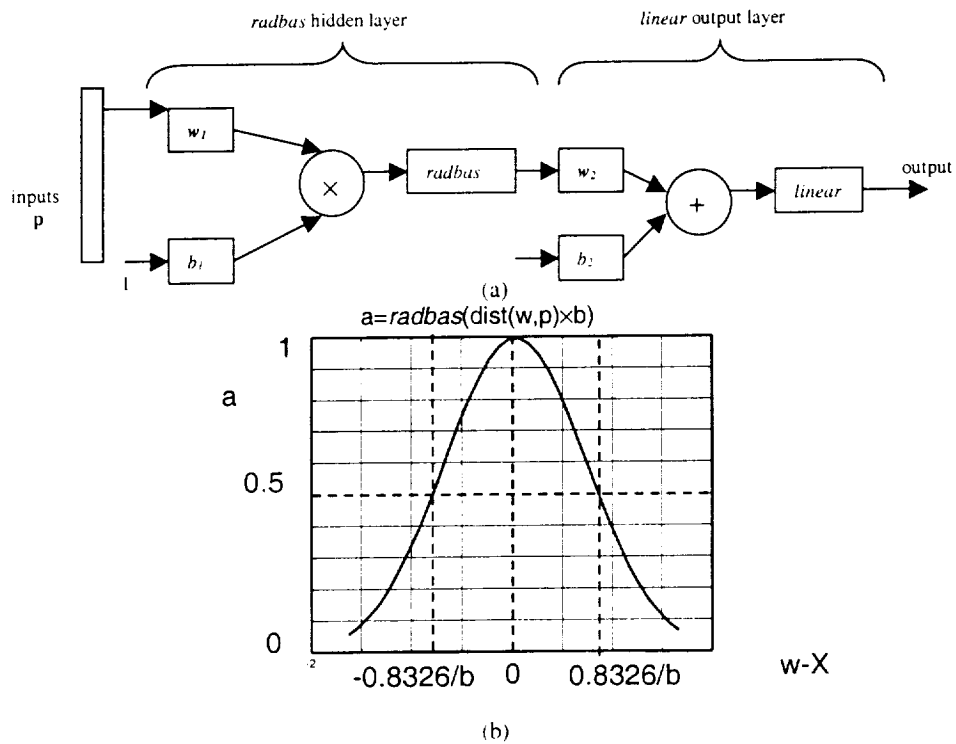 radbas hidden layer
linear output layer
inputs
p
w1
×
radbas
w2
+
linear
output
1
b1
b2
(a)
a=radbas(dist(w,p)×b)
1
a
0.5
0
-2
-0.8326/b
0
0.8326/b
w-X
(b)